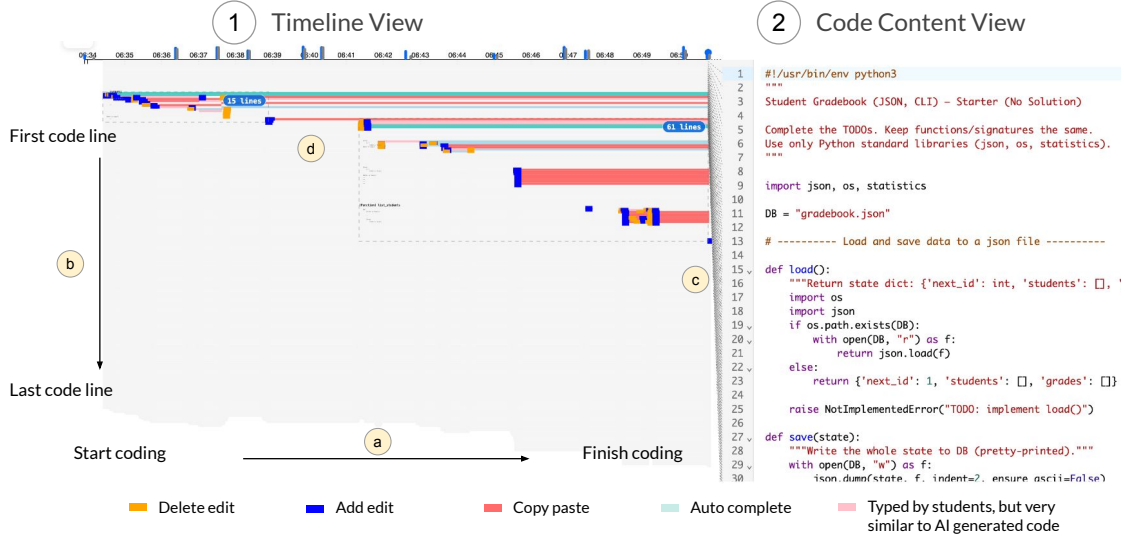 1 Timeline View
2 Code Content View
06:34 06:35 06:36 06:37 06:38 06:39 06:40 06:41 06:42 06:43 06:44 06:45 06:46 06:47 06:48 06:49 06:50
15 lines
First code line
61 lines
d
b
c
Last code line
a
Start coding
Finish coding
1 #!/usr/bin/env python3
2 """
3 Student Gradebook (JSON, CLI) – Starter (No Solution)
4
5 Complete the TODOs. Keep functions/signatures the same.
6 Use only Python standard libraries (json, os, statistics).
7 """
8
9 import json, os, statistics
10
11 DB = "gradebook.json"
12
13 # ---------- Load and save data to a json file ----------
14
15 def load():
16 """Return state dict: {'next_id': int, 'students': [], '
17 import os
18 import json
19 if os.path.exists(DB):
20 with open(DB, "r") as f:
21 return json.load(f)
22 else:
23 return {'next_id': 1, 'students': [], 'grades': []}
24
25 raise NotImplementedError("TODO: implement load()")
26
27 def save(state):
28 """Write the whole state to DB (pretty-printed)."""
29 with open(DB, "w") as f:
30 json.dump(state, f, indent=2, ensure_ascii=False)
Delete edit
Add edit
Copy paste
Auto complete
Typed by students, but very
similar to AI generated code